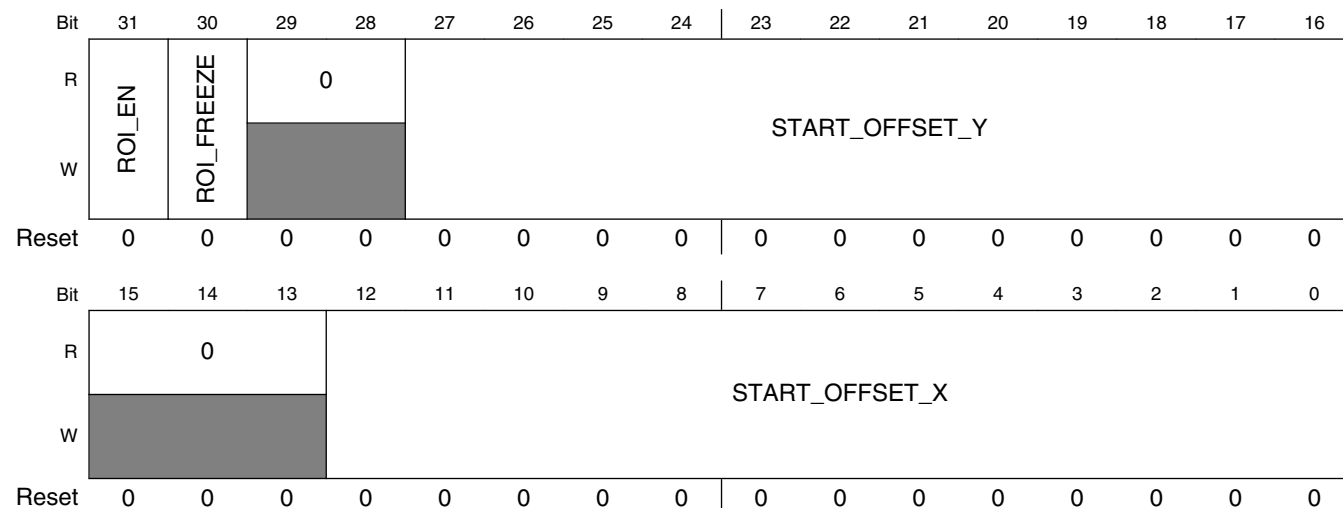 Bit 31 30 29 28 27 26 25 24 23 22 21 20 19 18 17 16
R ROI_EN ROI_FREEZE 0 START_OFFSET_Y
W
Reset 0 0 0 0 0 0 0 0 0 0 0 0 0 0 0 0
Bit 15 14 13 12 11 10 9 8 7 6 5 4 3 2 1 0
R 0 START_OFFSET_X
W
Reset 0 0 0 0 0 0 0 0 0 0 0 0 0 0 0 0